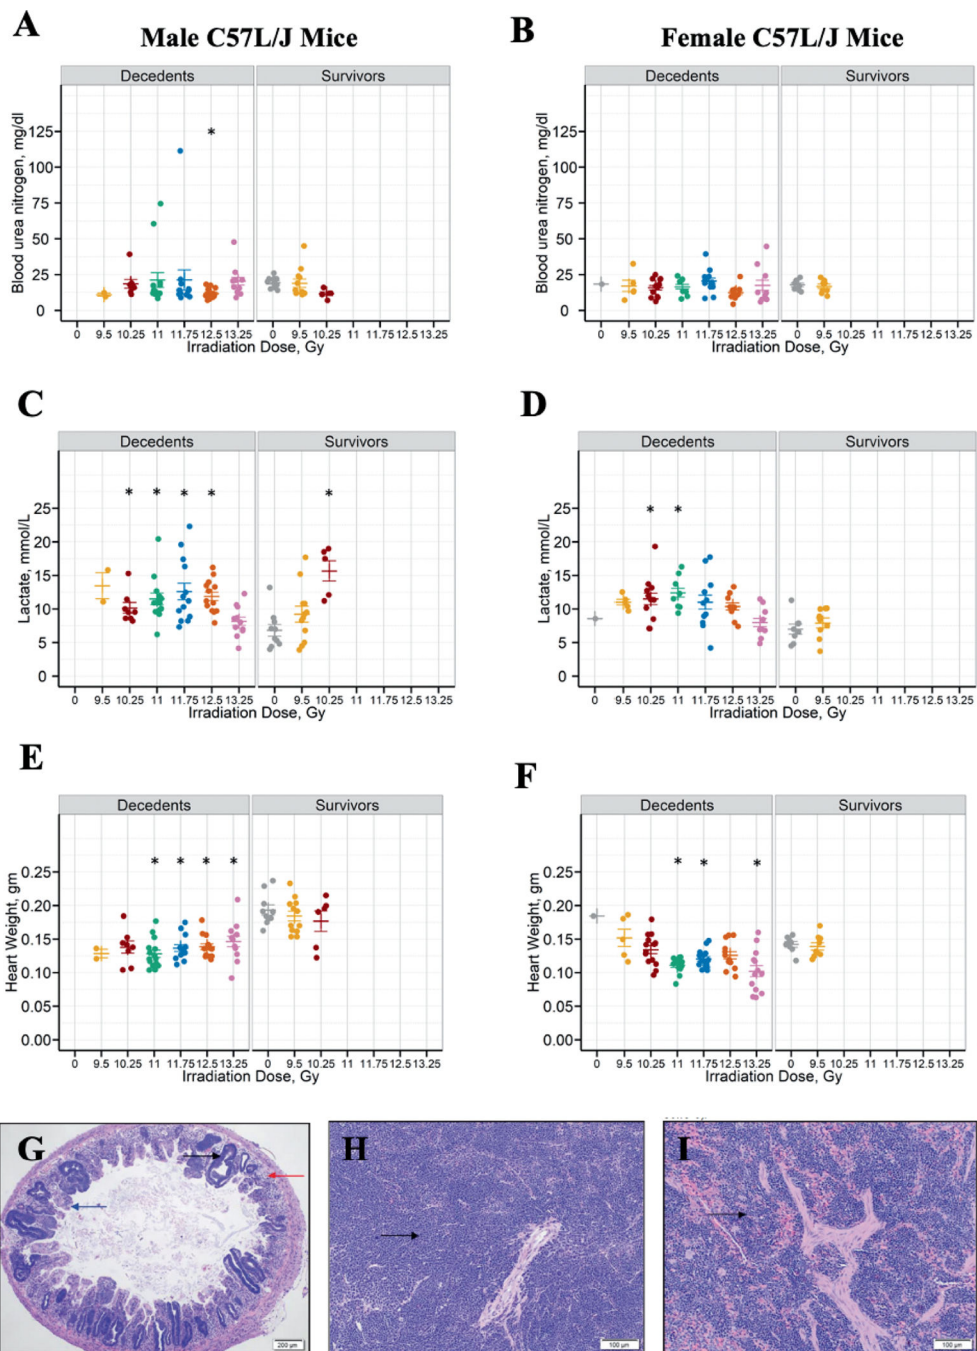 A
Male C57L/J Mice
B
Female C57L/J Mice
Decedents Survivors
Blood urea nitrogen, mg/dl
125
100
75
50
25
0
*
0 9.5 10.25 11 11.75 12.5 13.25 0 9.5 10.25 11 11.75 12.5 13.25
Irradiation Dose, Gy
Decedents Survivors
Blood urea nitrogen, mg/dl
125
100
75
50
25
0
0 9.5 10.25 11 11.75 12.5 13.25 0 9.5 10.25 11 11.75 12.5 13.25
Irradiation Dose, Gy
C
Decedents Survivors
Lactate, mmol/L
25
20
15
10
5
0
* * * * *
0 9.5 10.25 11 11.75 12.5 13.25 0 9.5 10.25 11 11.75 12.5 13.25
Irradiation Dose, Gy
D
Decedents Survivors
Lactate, mmol/L
25
20
15
10
5
0
* *
0 9.5 10.25 11 11.75 12.5 13.25 0 9.5 10.25 11 11.75 12.5 13.25
Irradiation Dose, Gy
E
Decedents Survivors
Heart Weight, gm
0.25
0.20
0.15
0.10
0.05
0.00
* * * *
0 9.5 10.25 11 11.75 12.5 13.25 0 9.5 10.25 11 11.75 12.5 13.25
Irradiation Dose, Gy
F
Decedents Survivors
Heart Weight, gm
0.25
0.20
0.15
0.10
0.05
0.00
* * *
0 9.5 10.25 11 11.75 12.5 13.25 0 9.5 10.25 11 11.75 12.5 13.25
Irradiation Dose, Gy
G
200 µm
H
100 µm
I
100 µm